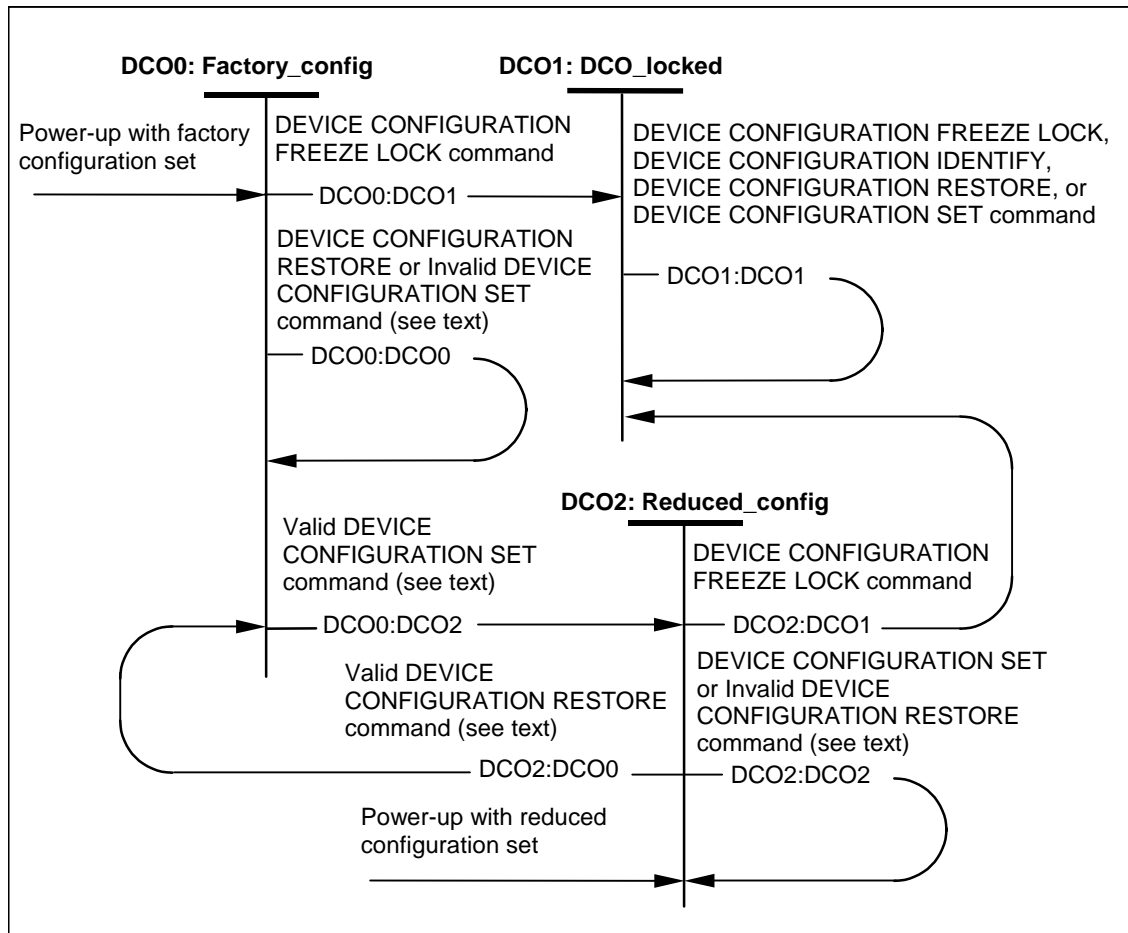 DCO0: Factory_config
DCO1: DCO_locked
Power-up with factory
configuration set
DEVICE CONFIGURATION
FREEZE LOCK command
DCO0:DCO1
DEVICE CONFIGURATION FREEZE LOCK,
DEVICE CONFIGURATION IDENTIFY,
DEVICE CONFIGURATION RESTORE, or
DEVICE CONFIGURATION SET command
DCO1:DCO1
DEVICE CONFIGURATION
RESTORE or Invalid DEVICE
CONFIGURATION SET
command (see text)
DCO0:DCO0
DCO2: Reduced_config
Valid DEVICE
CONFIGURATION SET
command (see text)
DCO0:DCO2
DEVICE CONFIGURATION
FREEZE LOCK command
DCO2:DCO1
Valid DEVICE
CONFIGURATION RESTORE
command (see text)
DCO2:DCO0
DEVICE CONFIGURATION SET
or Invalid DEVICE
CONFIGURATION RESTORE
command (see text)
DCO2:DCO2
Power-up with reduced
configuration set